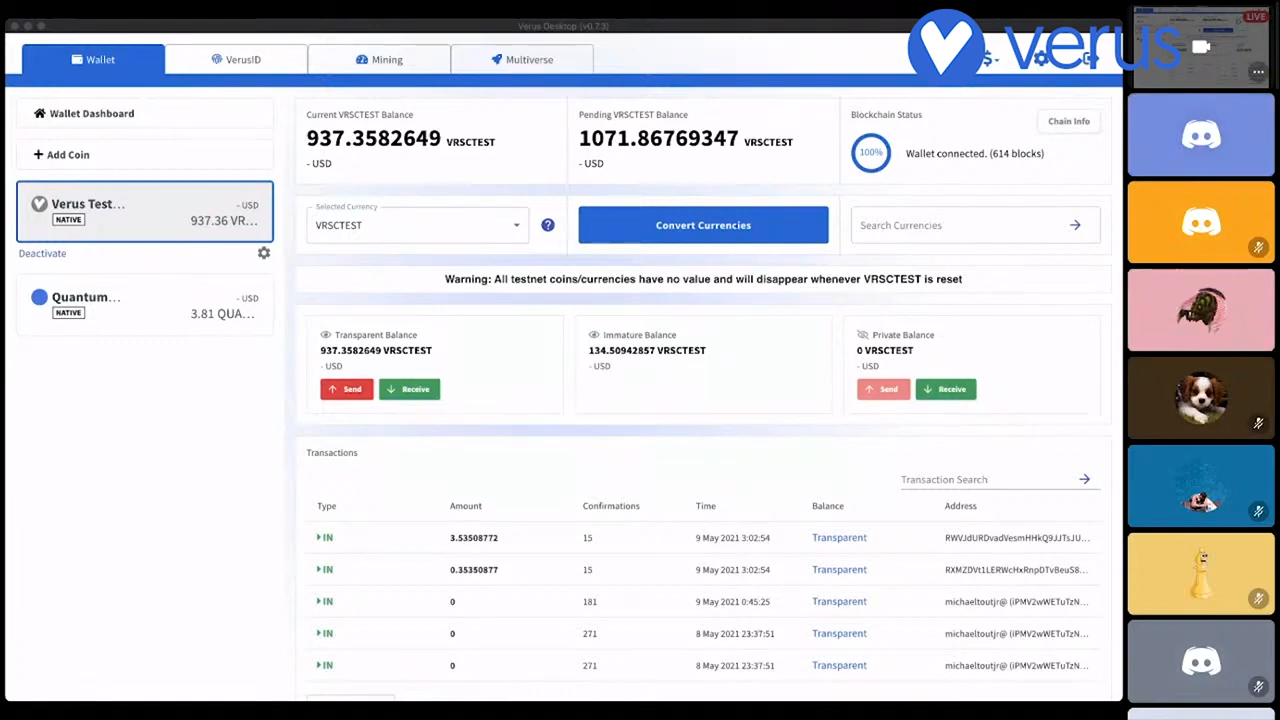 Verus Desktop (v0.7.3)
LIVE
verus
Wallet
VerusID
Mining
Multiverse
Wallet Dashboard
Add Coin
Verus Test...
- USD
NATIVE
937.36 VR...
Deactivate
Quantum...
- USD
NATIVE
3.81 QUA...
Current VRSCTEST Balance
937.3582649 VRSCTEST
- USD
Pending VRSCTEST Balance
1071.86769347 VRSCTEST
- USD
Blockchain Status
Chain Info
100%
Wallet connected. (614 blocks)
Selected Currency
VRSCTEST
Convert Currencies
Search Currencies
Warning: All testnet coins/currencies have no value and will disappear whenever VRSCTEST is reset
Transparent Balance
937.3582649 VRSCTEST
- USD
Send
Receive
Immature Balance
134.50942857 VRSCTEST
- USD
Private Balance
0 VRSCTEST
- USD
Send
Receive
Transactions
Transaction Search
Type Amount Confirmations Time Balance Address
IN 3.53508772 15 9 May 2021 3:02:54 Transparent RWVJdURDvadVesmHHkQ9JJTsJU...
IN 0.35350877 15 9 May 2021 3:02:54 Transparent RXMZDVt1LERWcHxRnpDTvBeuS8...
IN 0 181 9 May 2021 0:45:25 Transparent michaeltoutjr@ (iPMV2wWETuTzN...
IN 0 271 8 May 2021 23:37:51 Transparent michaeltoutjr@ (iPMV2wWETuTzN...
IN 0 271 8 May 2021 23:37:51 Transparent michaeltoutjr@ (iPMV2wWETuTzN...